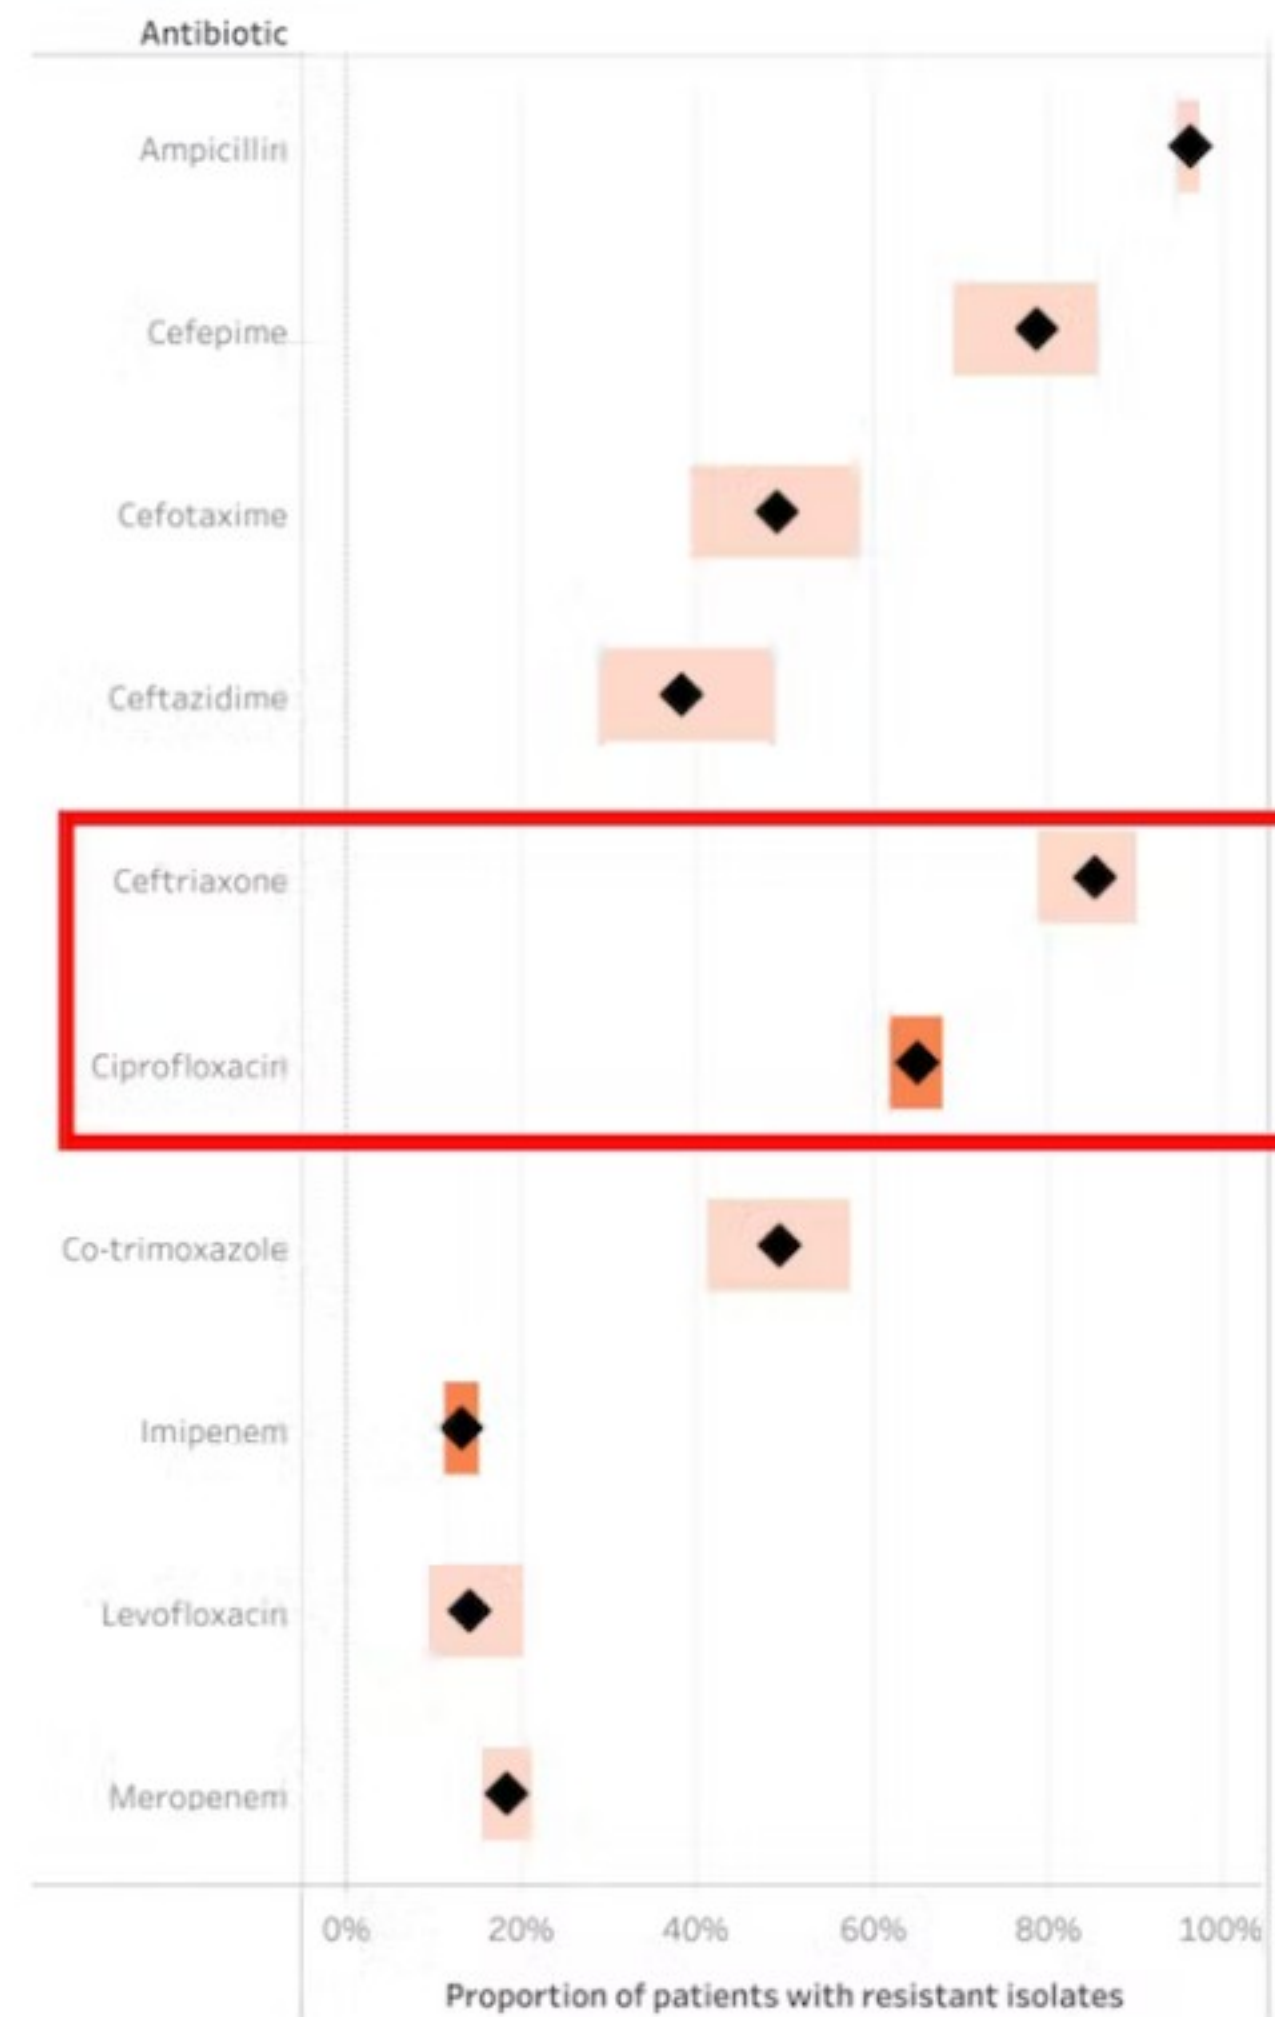 Antibiotic
Ampicillin
Cefepime
Cefotaxime
Ceftazidime
Ceftriaxone
Ciprofloxacin
Co-trimoxazole
Imipenem
Levofloxacin
Meropenem
0% 20% 40% 60% 80% 100%
Proportion of patients with resistant isolates